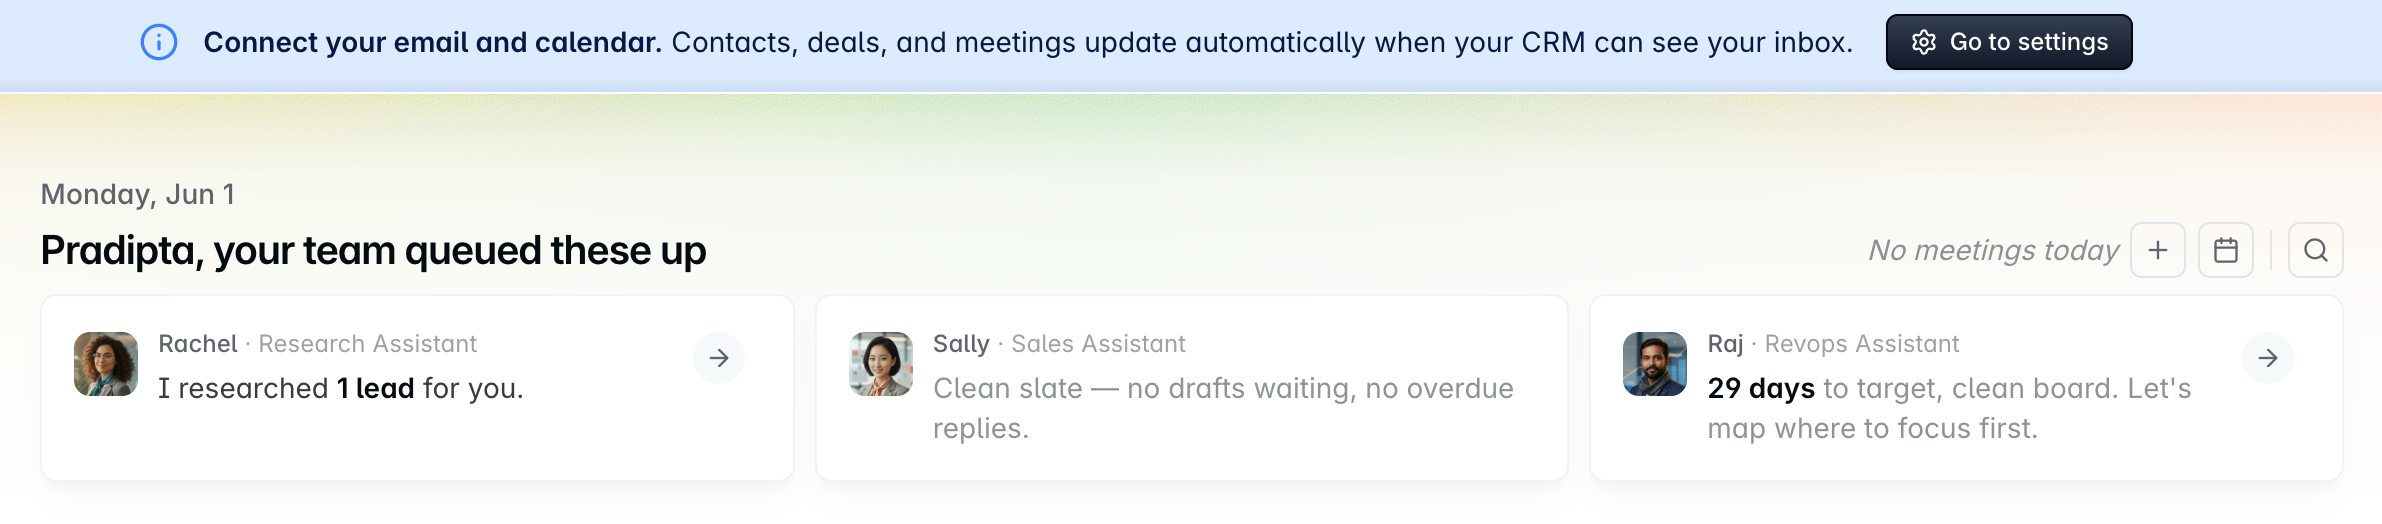 Connect your email and calendar. Contacts, deals, and meetings update automatically when your CRM can see your inbox.
Go to settings
Monday, Jun 1
Pradipta, your team queued these up
No meetings today
Rachel · Research Assistant
I researched 1 lead for you.
Sally · Sales Assistant
Clean slate — no drafts waiting, no overdue
replies.
Raj · Revops Assistant
29 days to target, clean board. Let's
map where to focus first.